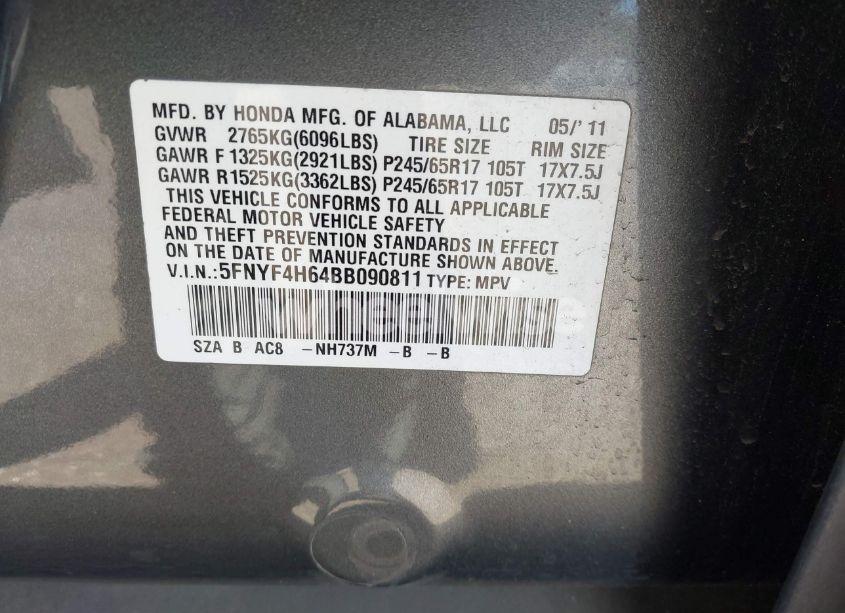 MFD. BY HONDA MFG. OF ALABAMA, LLC 05/' 11
GVWR 2765KG(6096LBS) TIRE SIZE RIM SIZE
GAWR F 1325KG(2921LBS) P245/65R17 105T 17X7.5J
GAWR R1525KG(3362LBS) P245/65R17 105T 17X7.5J
THIS VEHICLE CONFORMS TO ALL APPLICABLE
FEDERAL MOTOR VEHICLE SAFETY
AND THEFT PREVENTION STANDARDS IN EFFECT
ON THE DATE OF MANUFACTURE SHOWN ABOVE.
V.I.N.:5FNYF4H64BB090811 TYPE: MPV
SZA B AC8 -NH737M -B -B